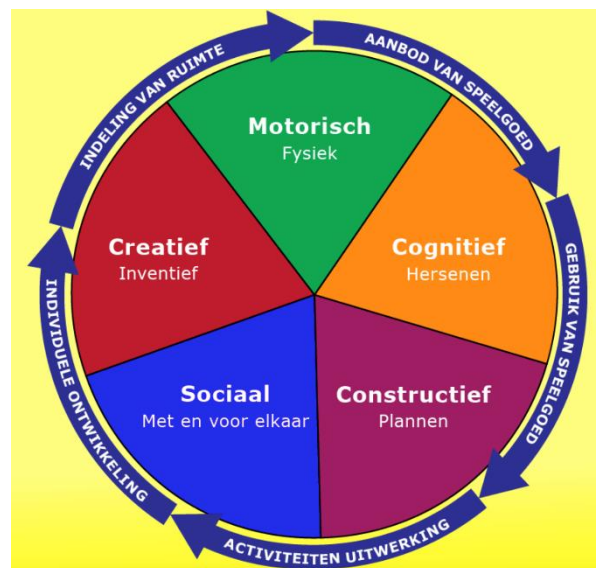 INDELING VAN RUIMTE
AANBOD VAN SPEELGOED
Motorisch
Fysiek
Creatief
Inventief
Cognitief
Hersenen
GEBRUIK VAN SPEELGOED
INDIVIDUELE ONTWIKKELING
Sociaal
Met en voor elkaar
Constructief
Plannen
ACTIVITEITEN UITWERKING